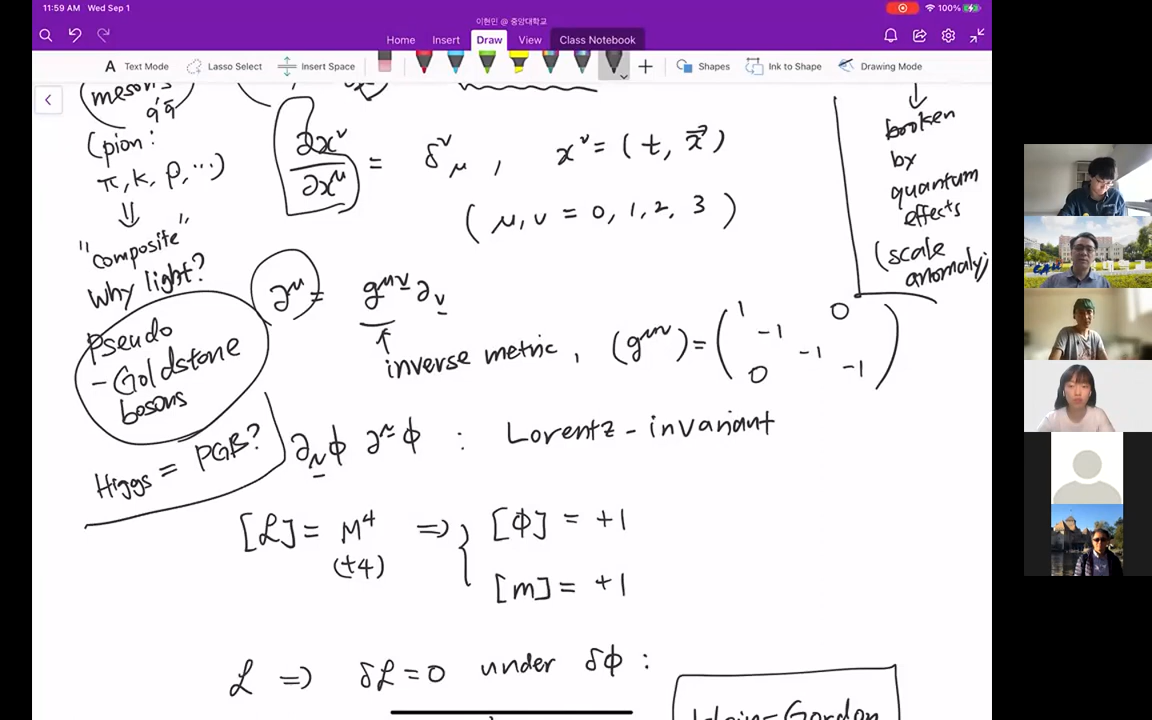 11:59 AM Wed Sep 1
100%
이현민 @ 중앙대학교
Home Insert Draw View Class Notebook
A Text Mode Lasso Select Insert Space Shapes Ink to Shape Drawing Mode
(mesons
qq̄)
(pion:
π, K, ρ, ...)
⇓
"composite"
why light?
pseudo
-Goldstone
bosons
Higgs = PGB?
∂x^ν/∂x^μ = δ^ν_μ , x^ν = (t, x⃗)
(μ, ν = 0, 1, 2, 3)
∂^μ = g^{μν} ∂_ν
↑
inverse metric, (g^{μν}) = ( 1 -1 -1 -1 0 0 )
∂_μ φ ∂^μ φ : Lorentz-invariant
[ℒ] = M^4 ⇒ { [φ] = +1
(+4)
[m] = +1
ℒ ⇒ δℒ = 0 under δφ :
Klein-Gordon
↓
broken
by
quantum
effects
(scale
anomaly)